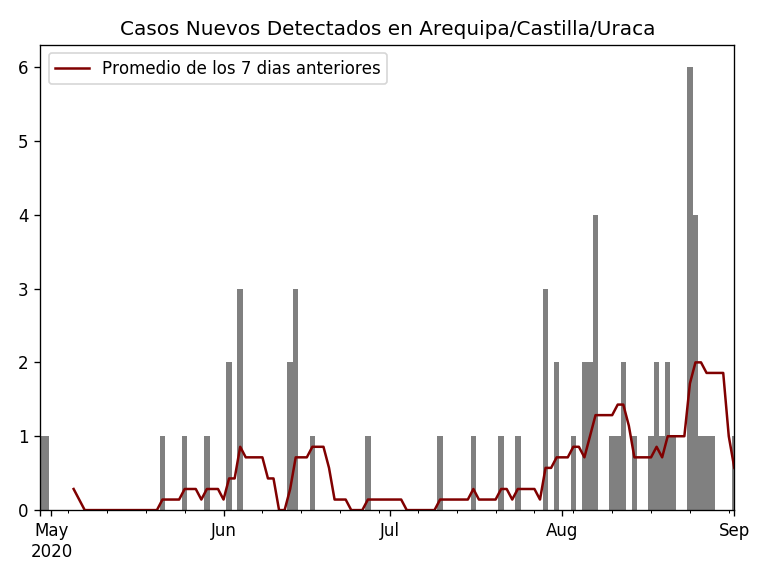 Casos Nuevos Detectados en Arequipa/Castilla/Uraca
Promedio de los 7 dias anteriores
6
5
4
3
2
1
0
May Jun Jul Aug Sep
2020